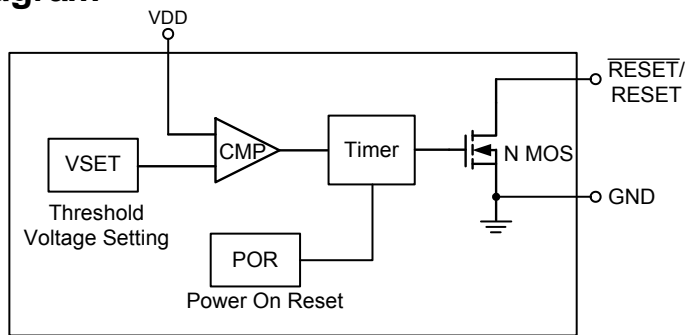 VDD
RESET/
RESET
VSET
CMP
Timer
N MOS
Threshold
Voltage Setting
GND
POR
Power On Reset